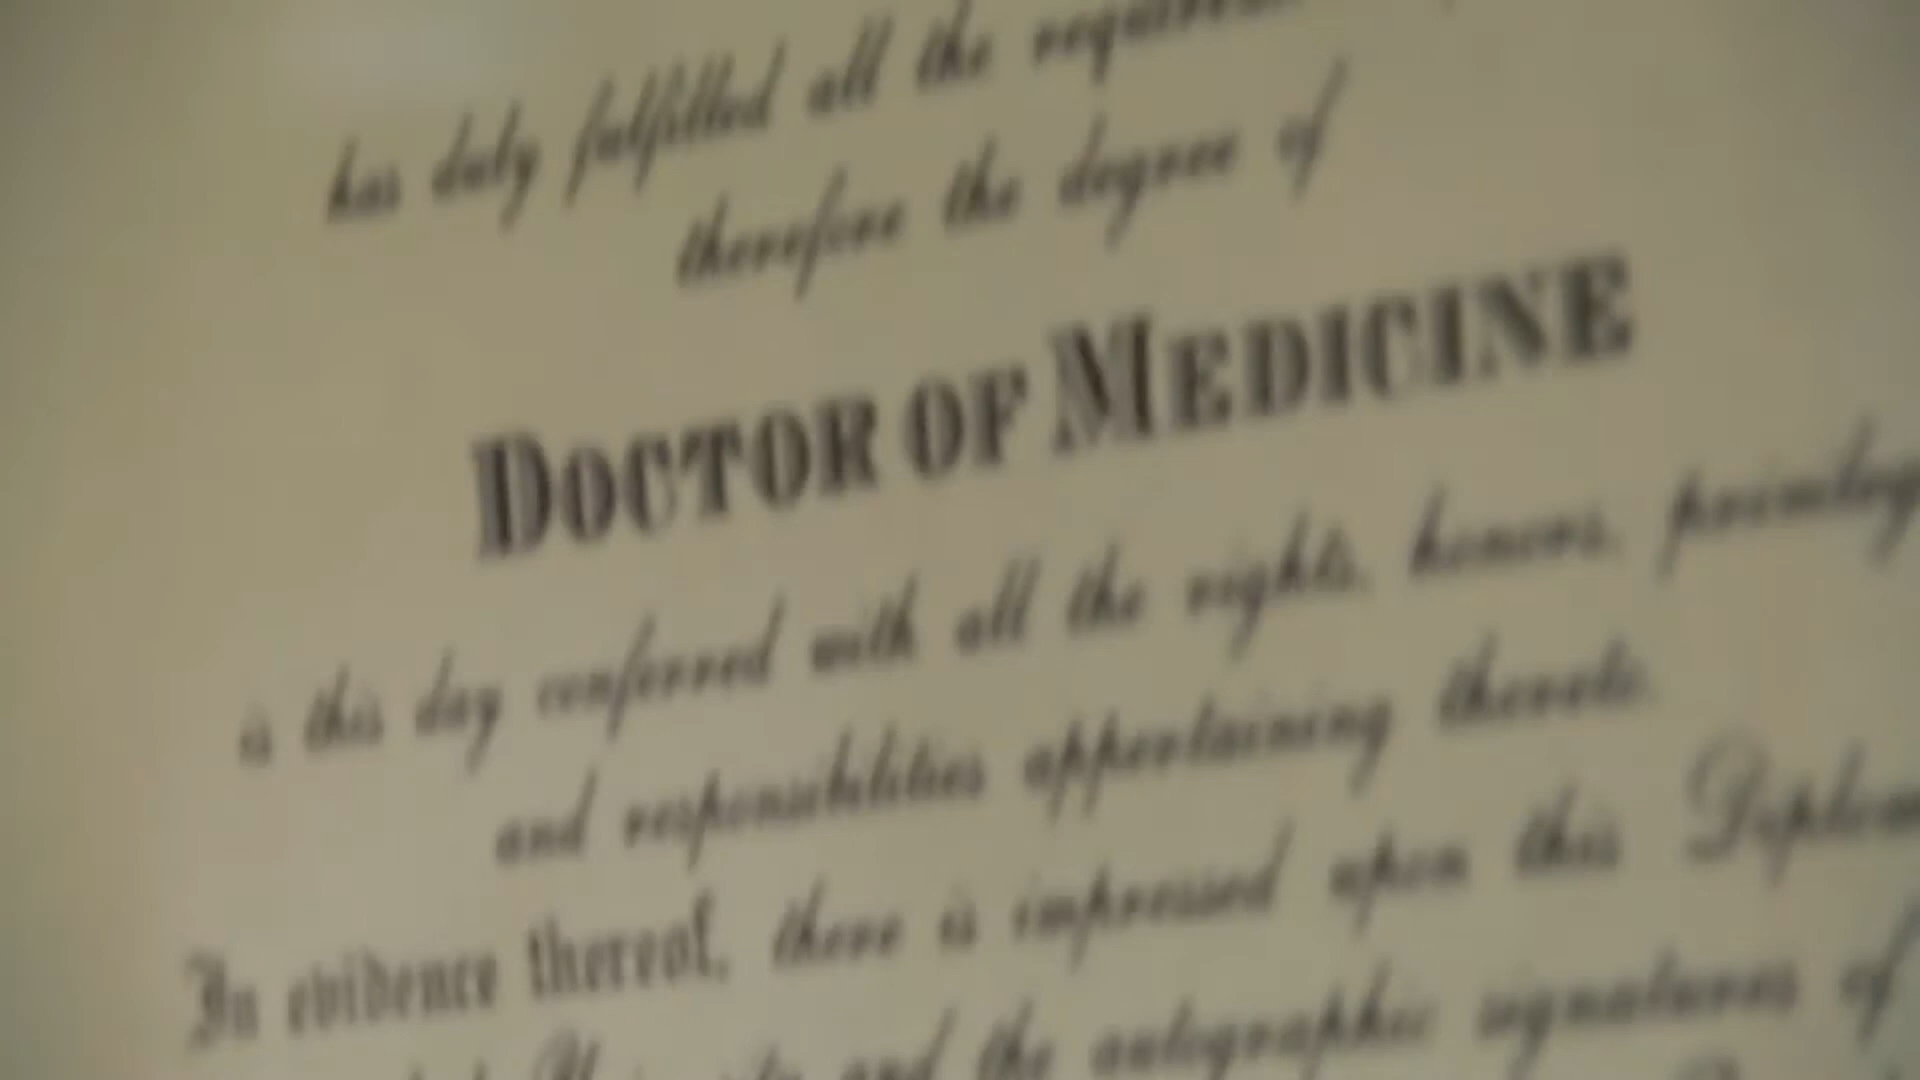 has duly fulfilled all the
therefore the degree of
DOCTOR OF MEDICINE
is this day conferred with all the rights, honors,
and responsibilities appertaining thereto.
In evidence thereof, there is impressed upon this
and the autographic signatures of